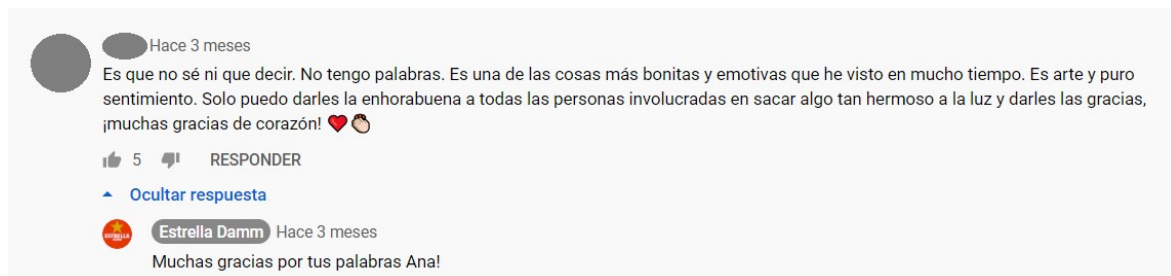 Hace 3 meses
Es que no sé ni que decir. No tengo palabras. Es una de las cosas más bonitas y emotivas que he visto en mucho tiempo. Es arte y puro
sentimiento. Solo puedo darles la enhorabuena a todas las personas involucradas en sacar algo tan hermoso a la luz y darles las gracias,
¡muchas gracias de corazón! ❤️👏
5 RESPONDER
Ocultar respuesta
Estrella Damm Hace 3 meses
Muchas gracias por tus palabras Ana!